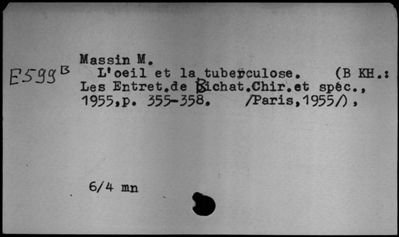 Massin M.
E599B L'oeil et la tuberculose. (B KH.:
Les Entret.de Bichat.Chir.et spéc.,
1955,p. 355-358. /Paris,1955/),
6/4 mn